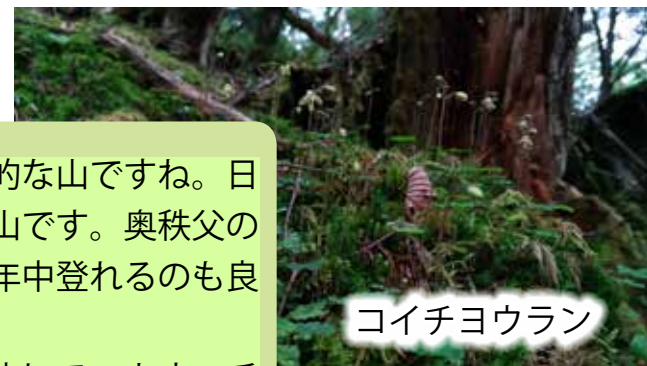 的な山ですね。日
山です。奥秩父の
年中登れるのも良
コイチヨウラン